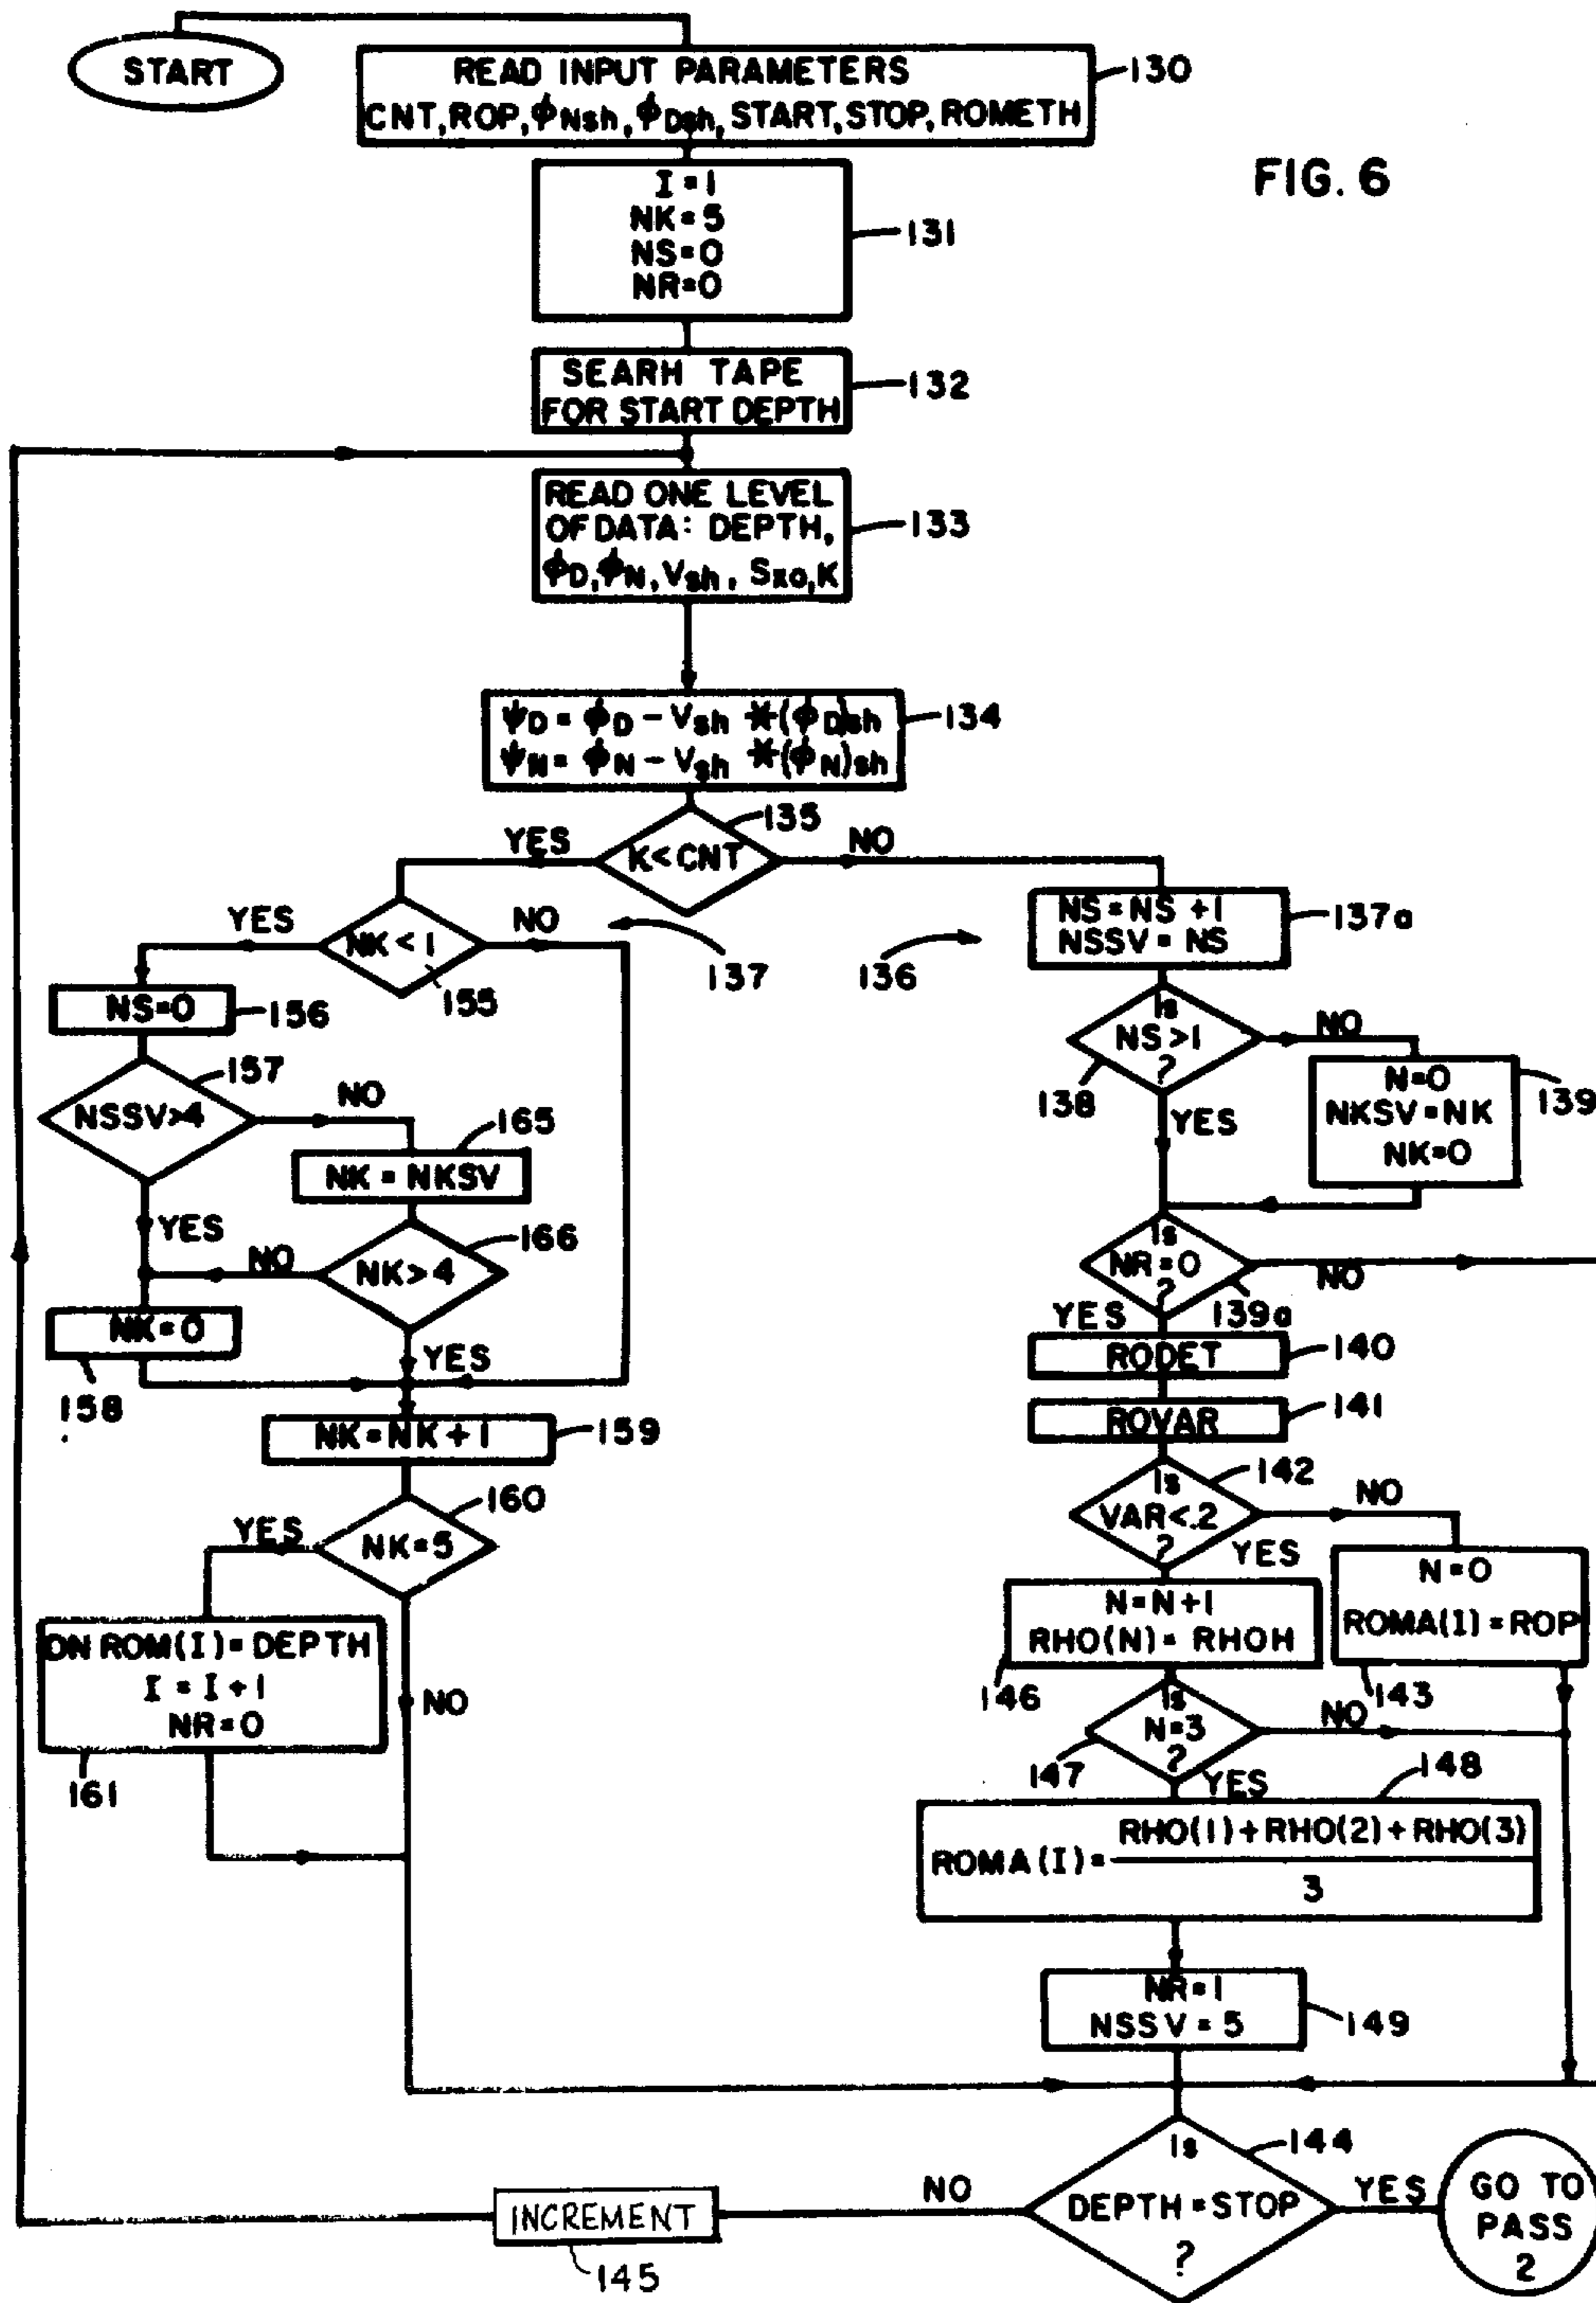 START
READ INPUT PARAMETERS
CNT, ROP, ϕNsh, ϕDsh, START, STOP, ROMETH
130
FIG. 6
I = 1
NK = 5
NS=0
NR=0
131
SEARH TAPE
FOR START DEPTH
132
READ ONE LEVEL
OF DATA: DEPTH,
ϕD, ϕN, Vsh, Sxo, K
133
ψD = ϕD - Vsh *(ϕD)sh
ψN = ϕN - Vsh *(ϕN)sh
134
135
YES
K < CNT
NO
YES
NK < 1
NO
155
137
136
NS = NS +1
NSSV = NS
137a
NS=0
156
Is
NS >1
?
NO
138
YES
N=0
NKSV=NK
NK=0
139
157
NSSV>4
NO
165
NK = NKSV
YES
166
NO
NK > 4
YES
NK=0
158
Is
NR=0
?
NO
139a
YES
RODET
140
ROVAR
141
NK = NK + 1
159
160
YES
NK = 5
NO
Is
VAR<.2
?
142
NO
YES
N = 0
ROMA(I) = ROP
143
N = N+1
RHO(N) = RHOH
146
ON ROM(I) = DEPTH
I = I + 1
NR = 0
161
Is
N=3
?
NO
147
YES
148
ROMA(I) = RHO(1) + RHO(2) + RHO(3)
3
NR=1
NSSV = 5
149
Is
DEPTH = STOP
?
144
NO
YES
INCREMENT
145
GO TO
PASS
2